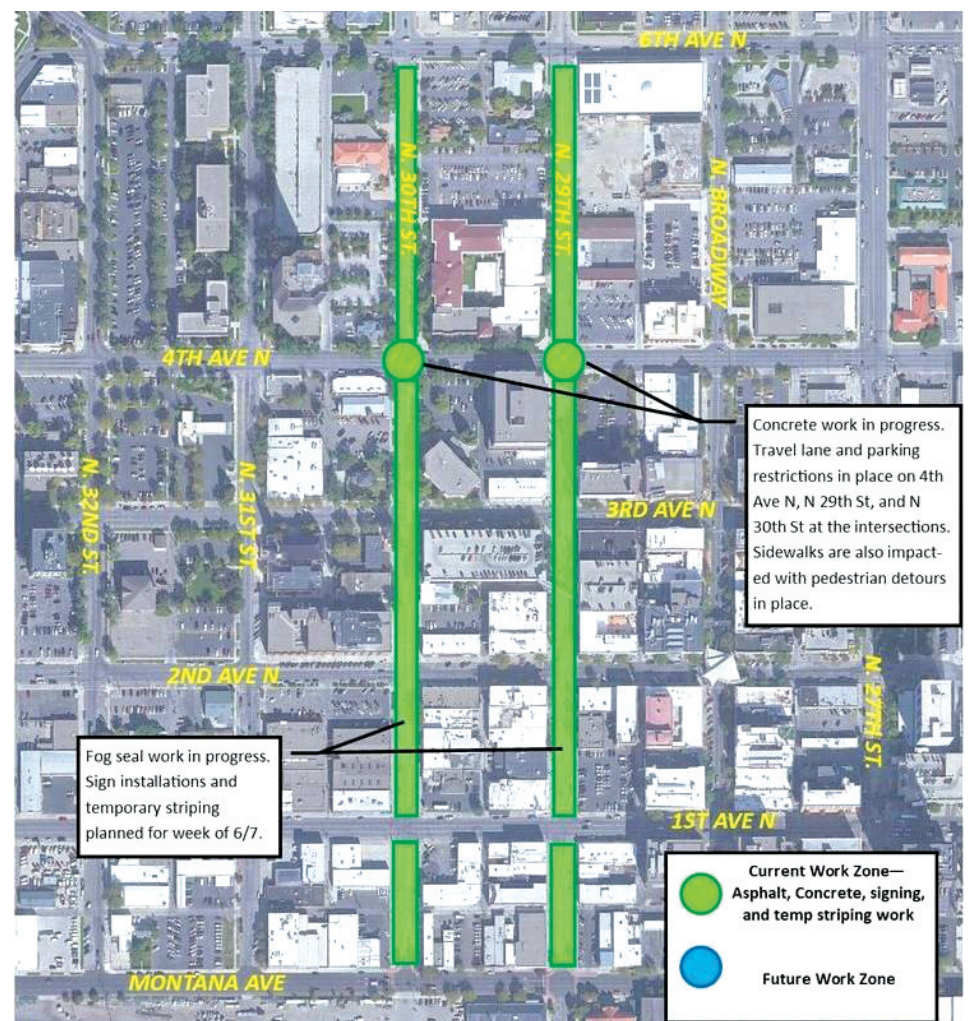 6TH AVE N
N. 30TH ST.
N. 29TH ST.
N. BROADWAY
4TH AVE N
Concrete work in progress.
Travel lane and parking
restrictions in place on 4th
Ave N, N 29th St, and N
30th St at the intersections.
Sidewalks are also impact-
ed with pedestrian detours
in place.
N. 32ND ST.
N. 31ST ST.
3RD AVE N
2ND AVE N
N. 27TH ST.
Fog seal work in progress.
Sign installations and
temporary striping
planned for week of 6/7.
1ST AVE N
Current Work Zone—
Asphalt, Concrete, signing,
and temp striping work
Future Work Zone
MONTANA AVE